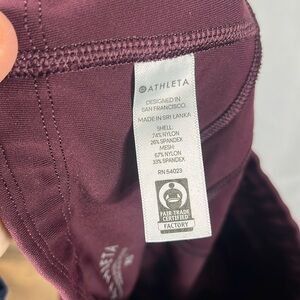 ATHLETA
DESIGNED IN
SAN FRANCISCO.
MADE IN SRI LANKA
SHELL:
74% NYLON
26% SPANDEX
MESH:
67% NYLON
33% SPANDEX
RN 54023
FAIR TRADE
CERTIFIED
FACTORY